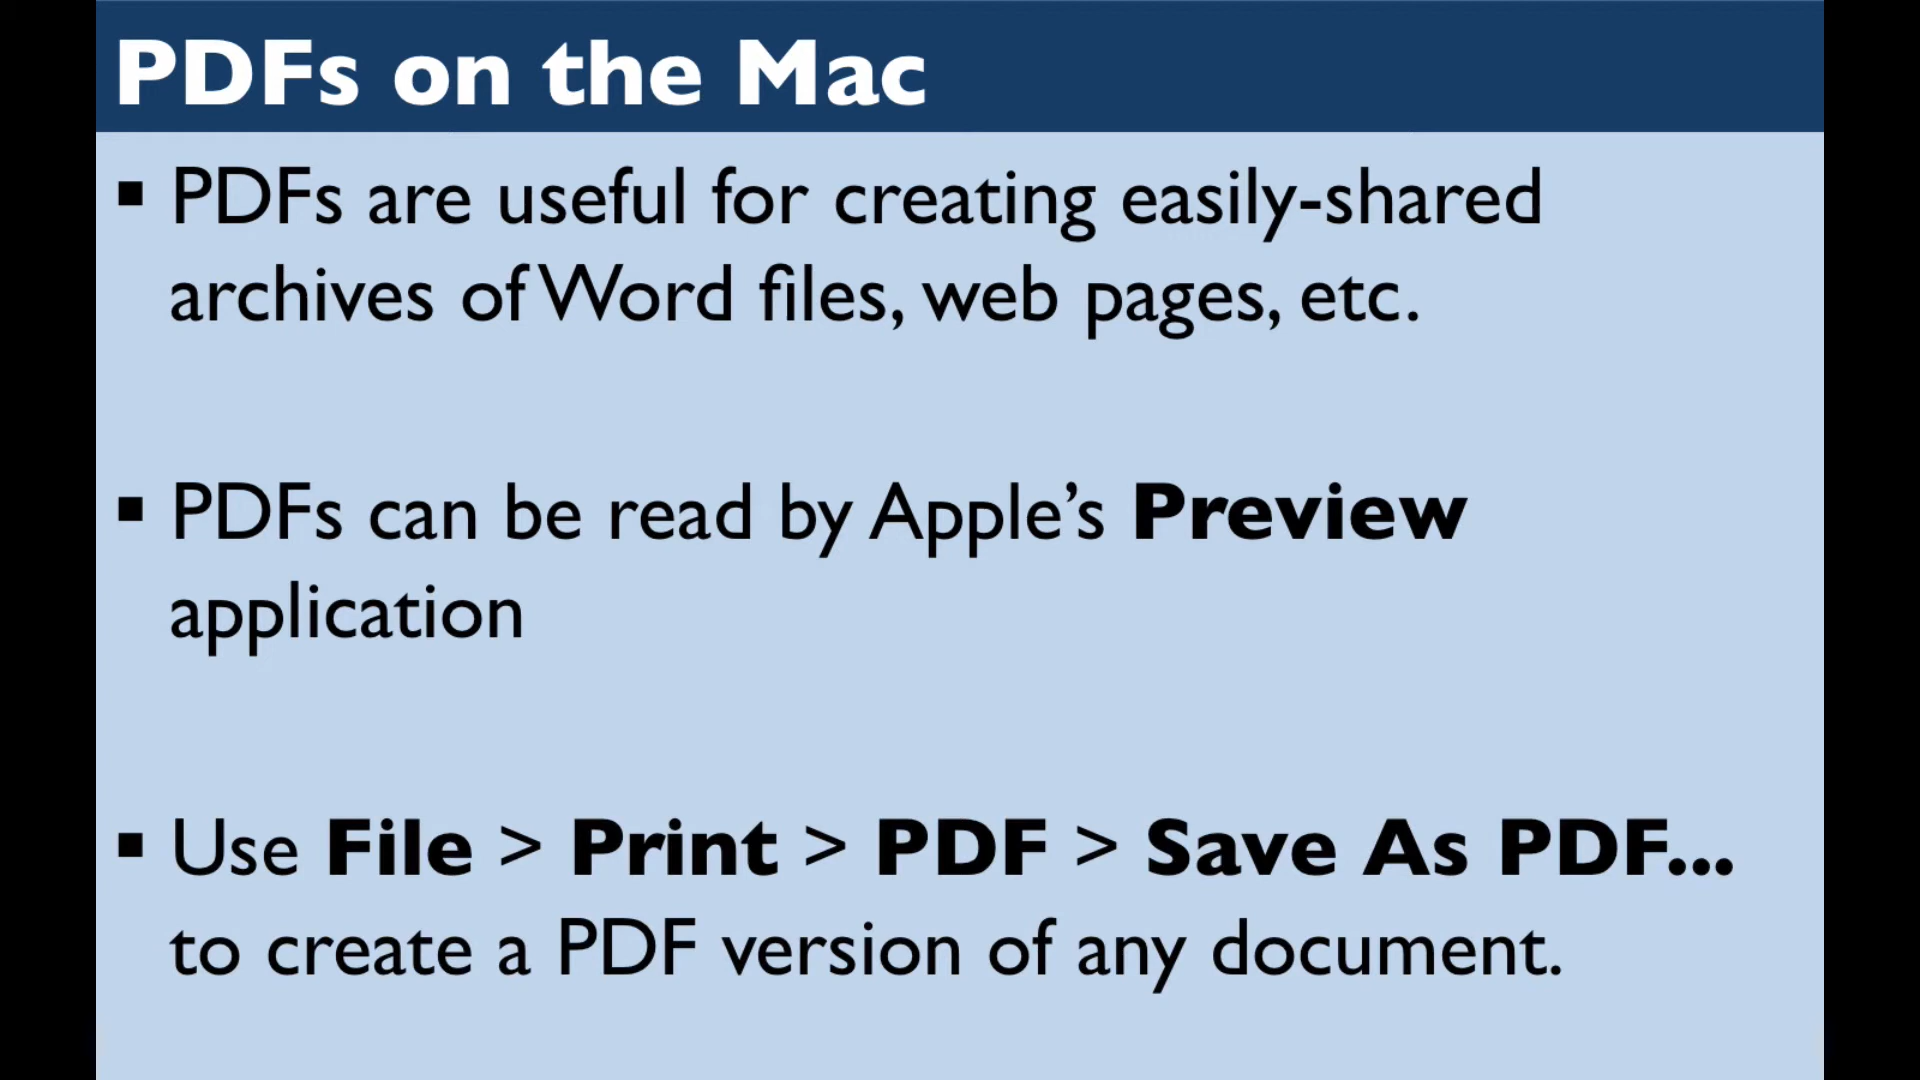 PDFs on the Mac
▪ PDFs are useful for creating easily-shared
archives of Word files, web pages, etc.
▪ PDFs can be read by Apple’s Preview
application
▪ Use File > Print > PDF > Save As PDF...
to create a PDF version of any document.